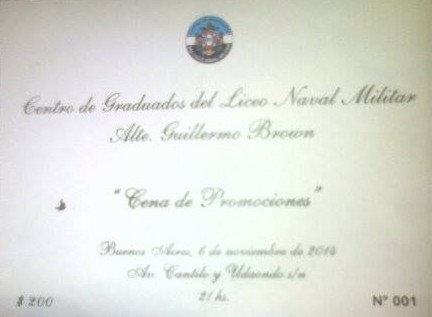 Centro de Graduados del Liceo Naval Militar
Alte. Guillermo Brown
"Cena de Promociones"
Buenos Aires, 6 de noviembre de 2014
Av. Cantilo y Udaondo s/n
21 hs.
$ 200
N° 001